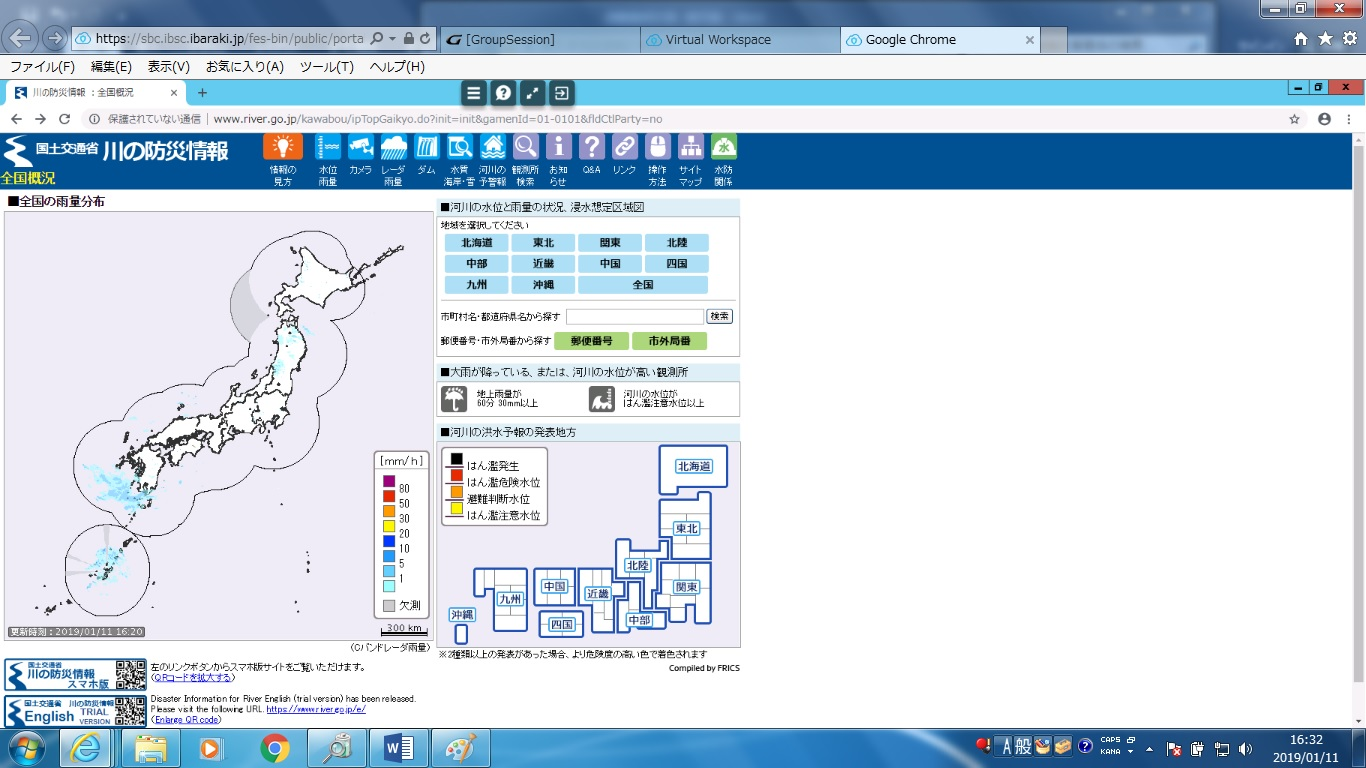 https://sbc.ibsc.ibaraki.jp/fes-bin/public/porta
[GroupSession]
Virtual Workspace
Google Chrome
ファイル(F) 編集(E) 表示(V) お気に入り(A) ツール(T) ヘルプ(H)
川の防災情報 ：全国概況
保護されていない通信 | www.river.go.jp/kawabou/ipTopGaikyo.do?init=init&gamenId=01-0101&fldCtlParty=no
国土交通省 川の防災情報
全国概況
情報の
見方
水位
雨量
カメラ
レーダ
雨量
ダム
水質
海岸・雪
河川の
予警報
観測所
検索
お知
らせ
Q&A
リンク
操作
方法
サイト
マップ
水防
関係
■全国の雨量分布
[mm/h]
80
50
30
20
10
5
1
欠測
300 km
更新時刻：2019/01/11 16:20
(Cバンドレーダ雨量)
■河川の水位と雨量の状況、浸水想定区域図
地域を選択してください
北海道 東北 関東 北陸
中部 近畿 中国 四国
九州 沖縄 全国
市町村名・都道府県名から探す 検索
郵便番号・市外局番から探す 郵便番号 市外局番
■大雨が降っている、または、河川の水位が高い観測所
地上雨量が
60分 30mm以上
河川の水位が
はん濫注意水位以上
■河川の洪水予報の発表地方
はん濫発生
はん濫危険水位
避難判断水位
はん濫注意水位
北海道
東北
北陸
関東
中国
近畿
九州
沖縄
四国
中部
※2種類以上の発表があった場合、より危険度の高い色で着色されます
Compiled by FRICS
国土交通省
川の防災情報
スマホ版
左のリンクボタンからスマホ版サイトをご覧いただけます。
(QRコードを拡大する)
国土交通省 川の防災情報
English TRIAL
VERSION
Disaster Information for River English (trial version) has been released.
Please visit the following URL. https://www.river.go.jp/e/
(Enlarge QR code)
A 般
CAPS
KANA
16:32
2019/01/11